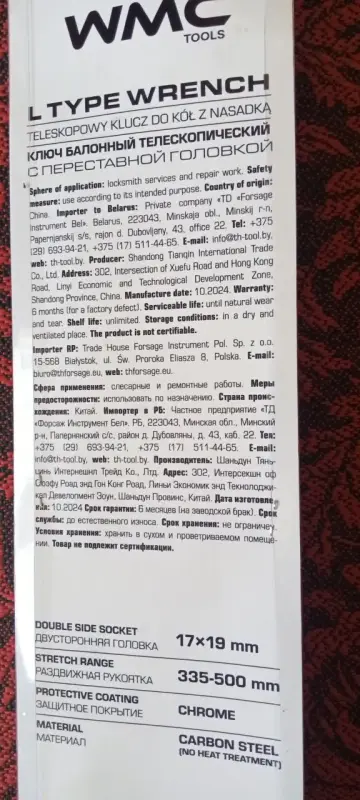 WMC
TOOLS
L TYPE WRENCH
TELESKOPOWY KLUCZ DO KÓŁ Z NASADKĄ
КЛЮЧ БАЛОННЫЙ ТЕЛЕСКОПИЧЕСКИЙ
С ПЕРЕСТАВНОЙ ГОЛОВКОЙ
Sphere of application: locksmith services and repair work. Safety
measure: use according to its intended purpose. Country of origin:
China. Importer to Belarus: Private company «TD «Forsage
Instrument Bel». Belarus, 223043, Minskaja obl., Minskij r-n,
Papernjanskij s/s, rajon d. Dubovljany, 43, office 22. Tel: +375
(29) 693-94-21, +375 (17) 511-44-65. E-mail: info@th-tool.by,
web: th-tool.by. Producer: Shandong Tianqin International Trade
Co., Ltd. Address: 302, Intersection of Xuefu Road and Hong Kong
Road, Linyi Economic and Technological Development Zone,
Shandong Province, China. Manufacture date: 10.2024. Warranty:
6 months (for a factory defect). Serviceable life: until natural wear
and tear. Shelf life: unlimited. Storage conditions: in a dry and
ventilated place. The product is not certifiable.
Importer RP: Trade House Forsage Instrument Pol. Sp. z o.o.
15-568 Białystok, ul. Św. Proroka Eliasza 8, Polska. E-mail:
biuro@thforsage.eu, web: thforsage.eu.
Сфера применения: слесарные и ремонтные работы. Меры
предосторожности: использовать по назначению. Страна проис-
хождения: Китай. Импортер в РБ: Частное предприятие «ТД
«Форсаж Инструмент Бел». РБ, 223043, Минская обл., Минский
р-н, Папернянский с/с, район д. Дубовляны, 43, каб. 22. Тел:
+375 (29) 693-94-21, +375 (17) 511-44-65. E-mail:
info@th-tool.by, web: th-tool.by. Производитель: Шаньдун Тянь-
цинь Интернешнл Трейд Ко., Лтд. Адрес: 302, Интерсекшн оф
Роад энд Гон Конг Роад, Линьи Экономик энд Текнолоджи-
кал Девелопмент Зоун, Шаньдун Провинс, Китай. Дата изготовле-
ния: 10.2024 Срок гарантии: 6 месяцев (на заводской брак). Срок
службы: до естественного износа. Срок хранения: не ограничен.
Условия хранения: хранить в сухом и проветриваемом помеще-
нии. Товар не подлежит сертификации.
DOUBLE SIDE SOCKET
ДВУСТОРОННЯЯ ГОЛОВКА
17×19 mm
STRETCH RANGE
РАЗДВИЖНАЯ РУКОЯТКА
335-500 mm
PROTECTIVE COATING
ЗАЩИТНОЕ ПОКРЫТИЕ
CHROME
MATERIAL
МАТЕРИАЛ
CARBON STEEL
(NO HEAT TREATMENT)